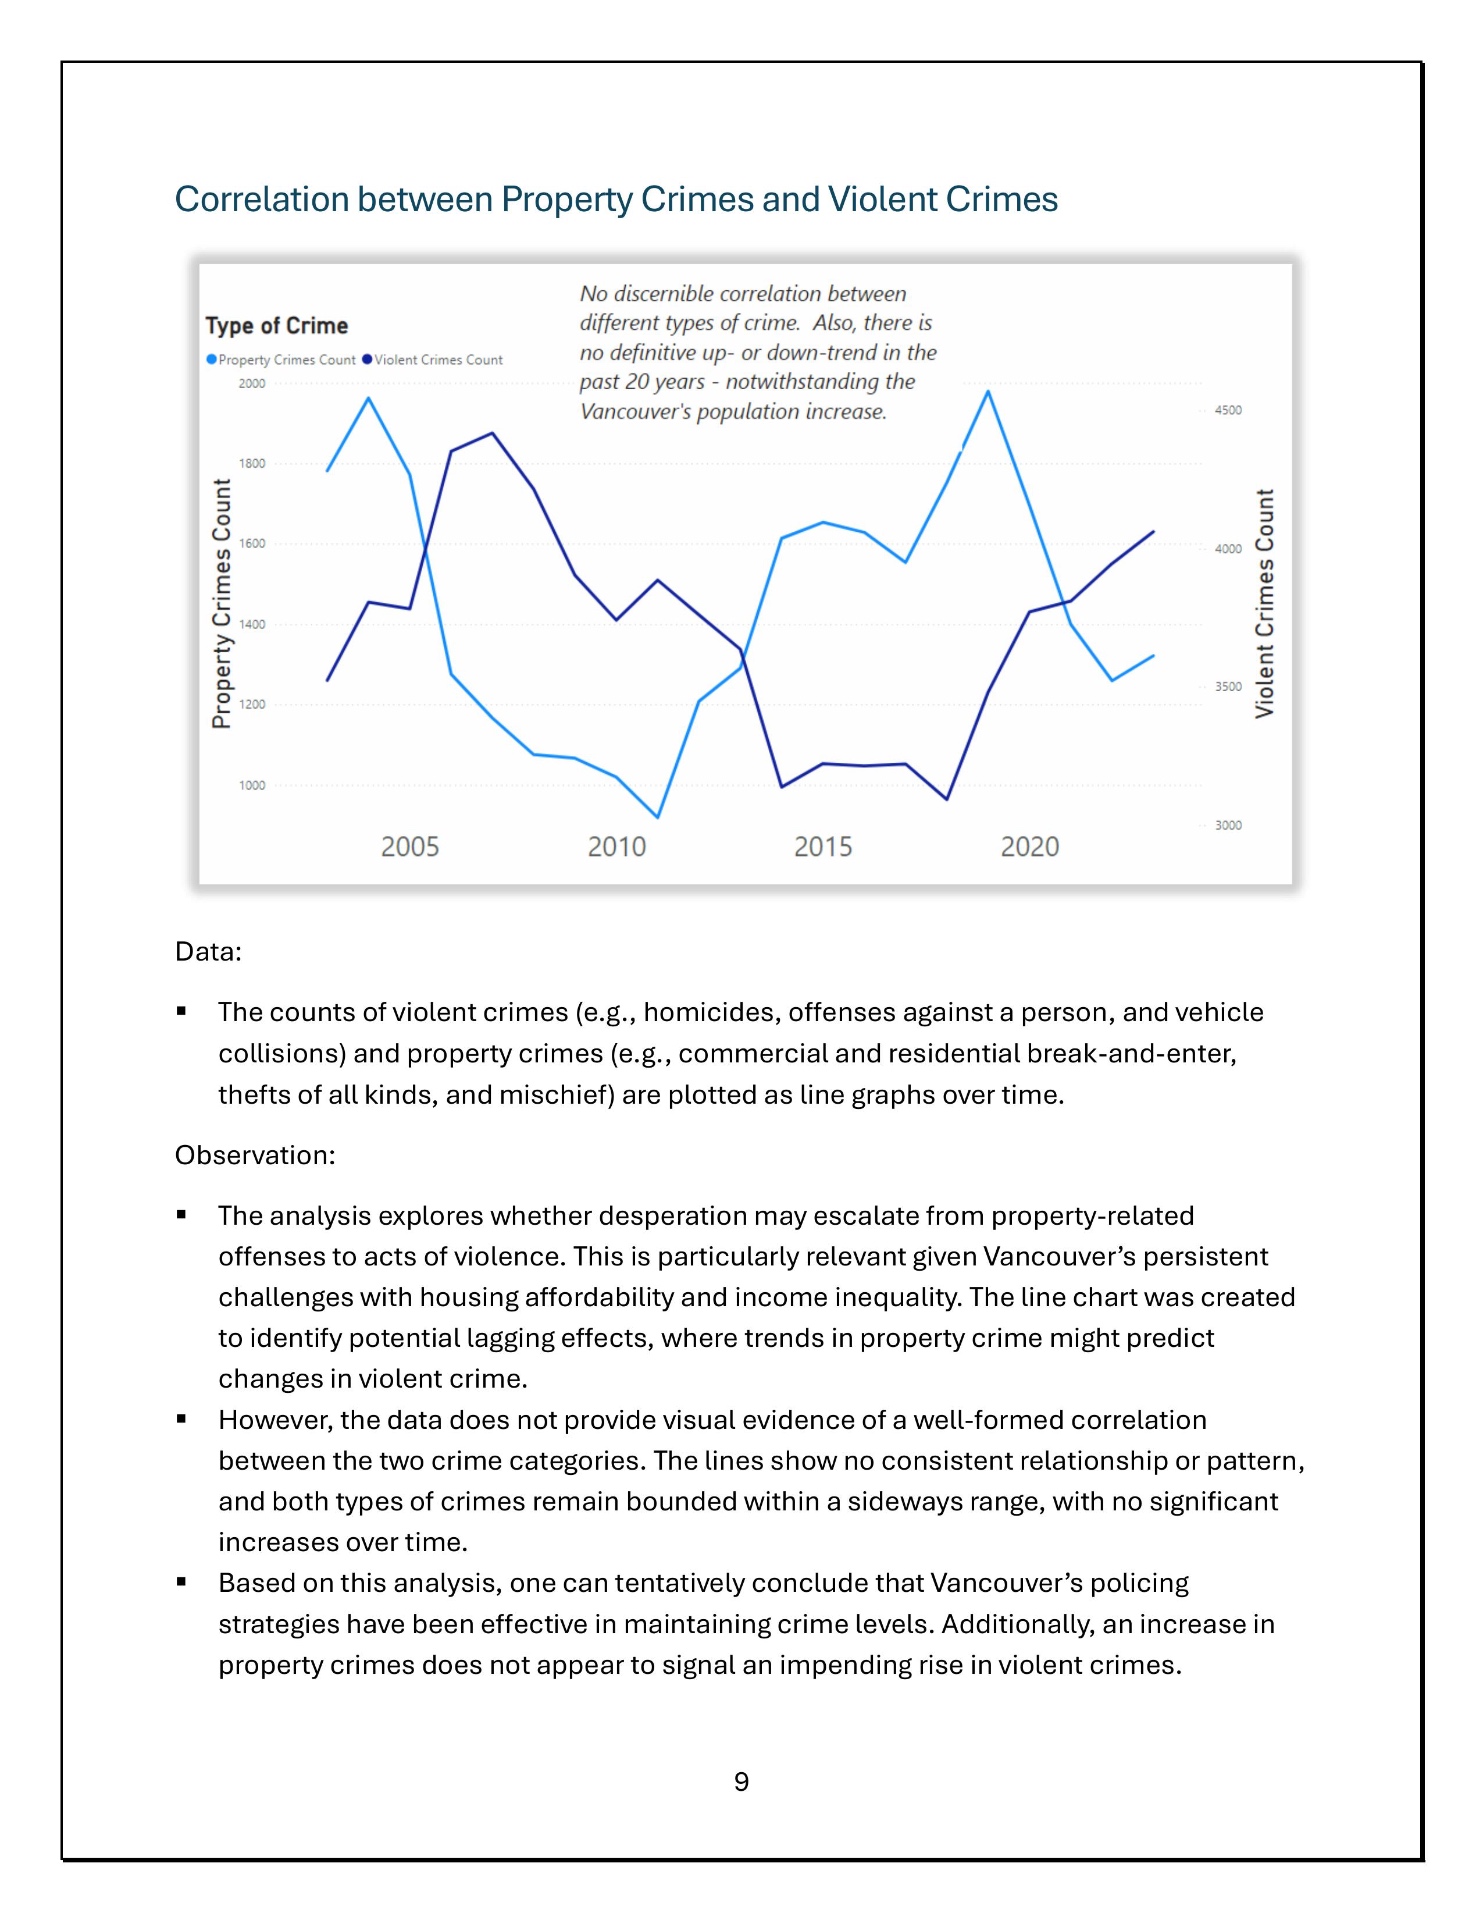 Correlation between Property Crimes and Violent Crimes
No discernible correlation between
different types of crime.  Also, there is
no definitive up- or down-trend in the
past 20 years - notwithstanding the
Vancouver's population increase.
Type of Crime
Property Crimes Count Violent Crimes Count
2000
1800
1600
1400
1200
1000
Property Crimes Count
4500
4000
3500
3000
Violent Crimes Count
2005 2010 2015 2020
Data:
▪ The counts of violent crimes (e.g., homicides, offenses against a person, and vehicle
collisions) and property crimes (e.g., commercial and residential break-and-enter,
thefts of all kinds, and mischief) are plotted as line graphs over time.
Observation:
▪ The analysis explores whether desperation may escalate from property-related
offenses to acts of violence. This is particularly relevant given Vancouver’s persistent
challenges with housing affordability and income inequality. The line chart was created
to identify potential lagging effects, where trends in property crime might predict
changes in violent crime.
▪ However, the data does not provide visual evidence of a well-formed correlation
between the two crime categories. The lines show no consistent relationship or pattern,
and both types of crimes remain bounded within a sideways range, with no significant
increases over time.
▪ Based on this analysis, one can tentatively conclude that Vancouver’s policing
strategies have been effective in maintaining crime levels. Additionally, an increase in
property crimes does not appear to signal an impending rise in violent crimes.
9